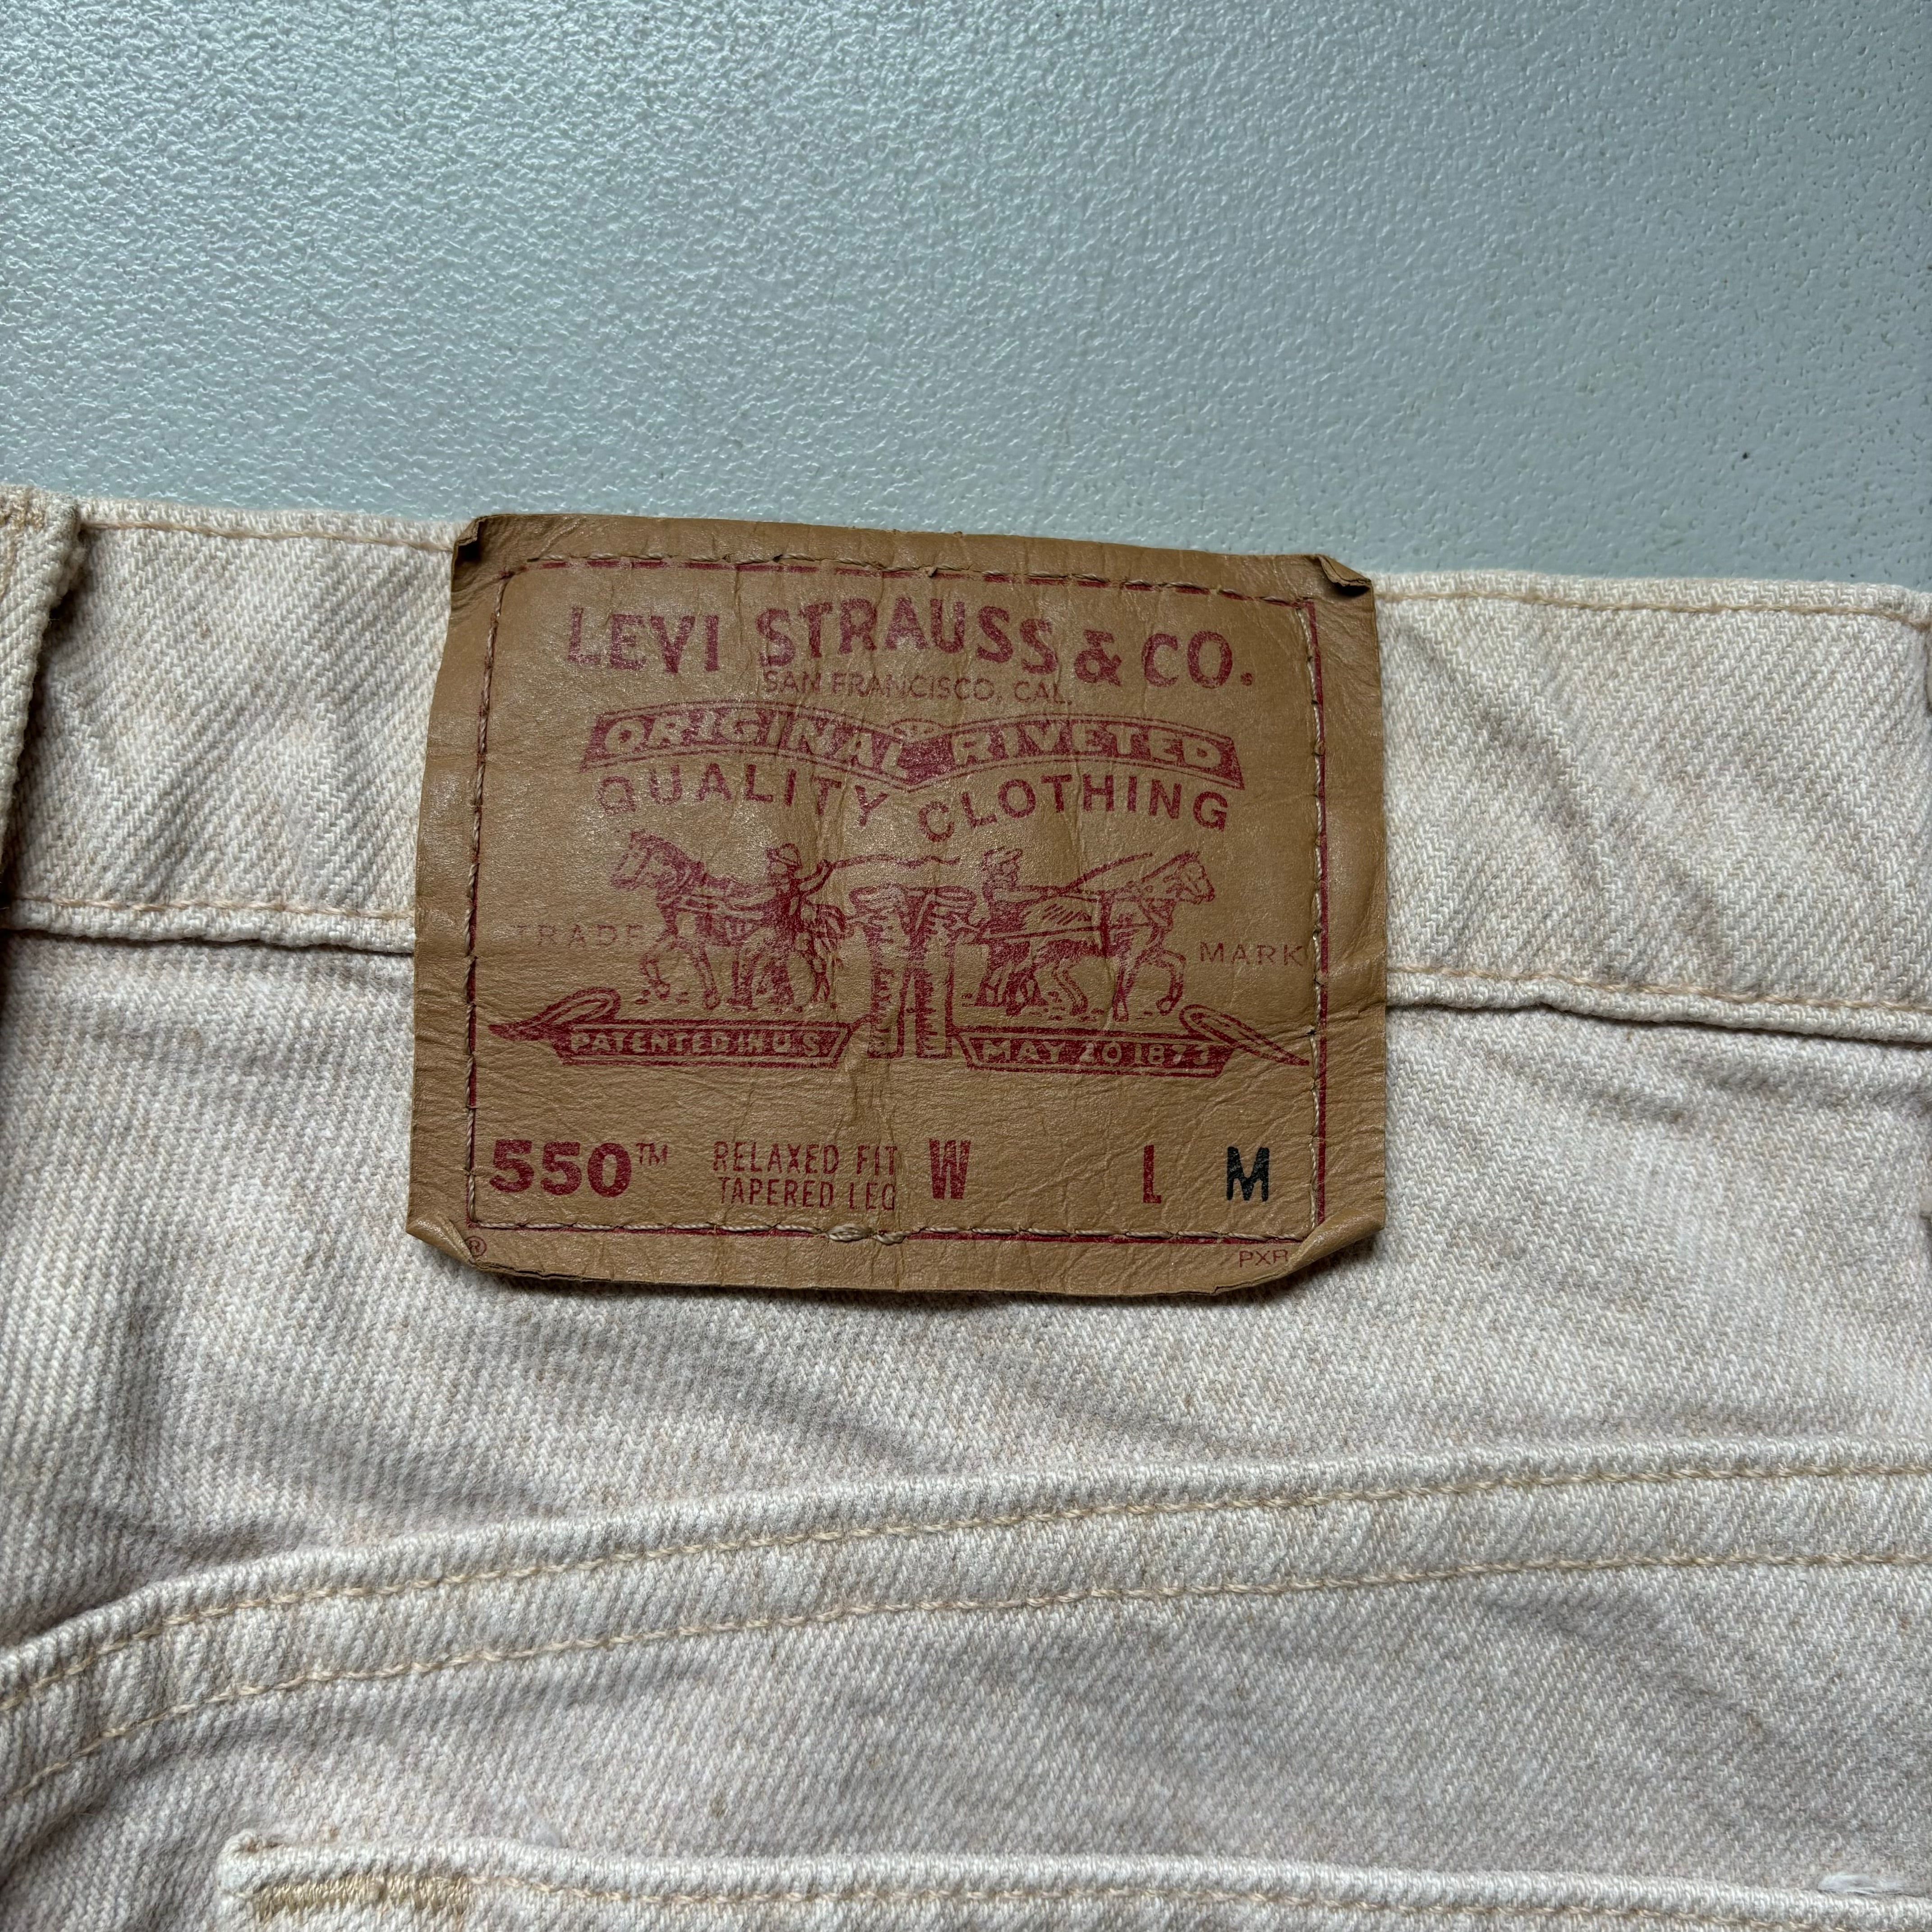 LEVI STRAUSS & CO.
SAN FRANCISCO, CAL.
ORIGINAL RIVETED
QUALITY CLOTHING
TRADE MARK
PATENTED IN U.S. MAY 20 1873
550™ RELAXED FIT W L M
TAPERED LEG
® PXR